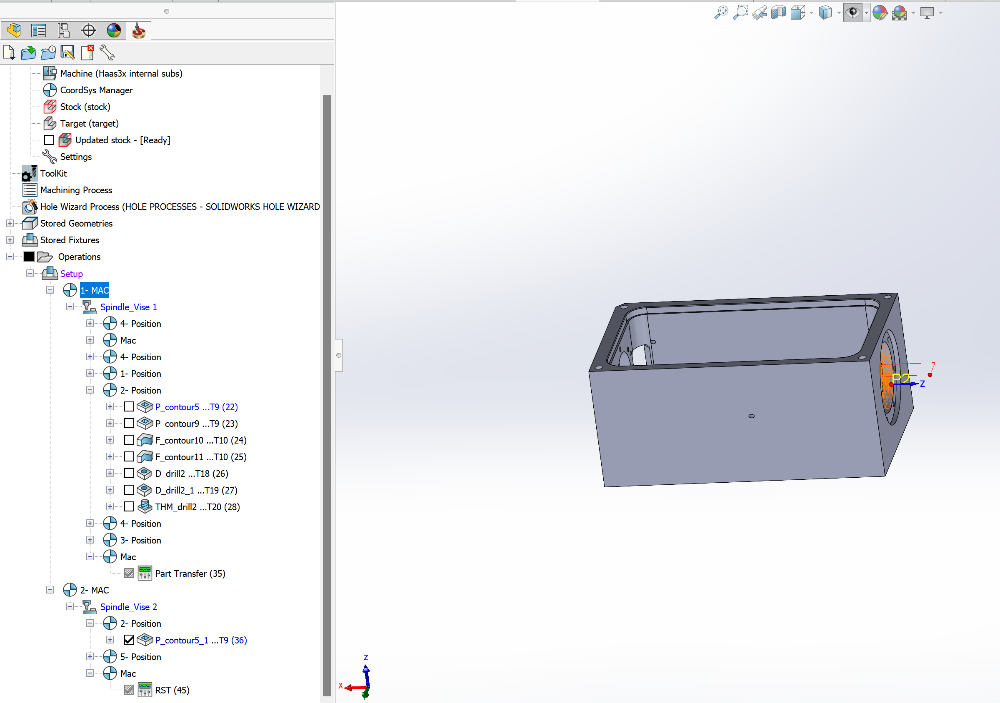 Machine (Haas3x internal subs)
CoordSys Manager
Stock (stock)
Target (target)
Updated stock - [Ready]
Settings
ToolKit
Machining Process
Hole Wizard Process (HOLE PROCESSES - SOLIDWORKS HOLE WIZARD
Stored Geometries
Stored Fixtures
Operations
Setup
1- MAC
Spindle_Vise 1
4- Position
Mac
4- Position
1- Position
2- Position
P_contour5 ...T9 (22)
P_contour9 ...T9 (23)
F_contour10 ...T10 (24)
F_contour11 ...T10 (25)
D_drill2 ...T18 (26)
D_drill2_1 ...T19 (27)
THM_drill2 ...T20 (28)
4- Position
3- Position
Mac
Part Transfer (35)
2- MAC
Spindle_Vise 2
2- Position
P_contour5_1 ...T9 (36)
5- Position
Mac
RST (45)
P2
Z
Z
X